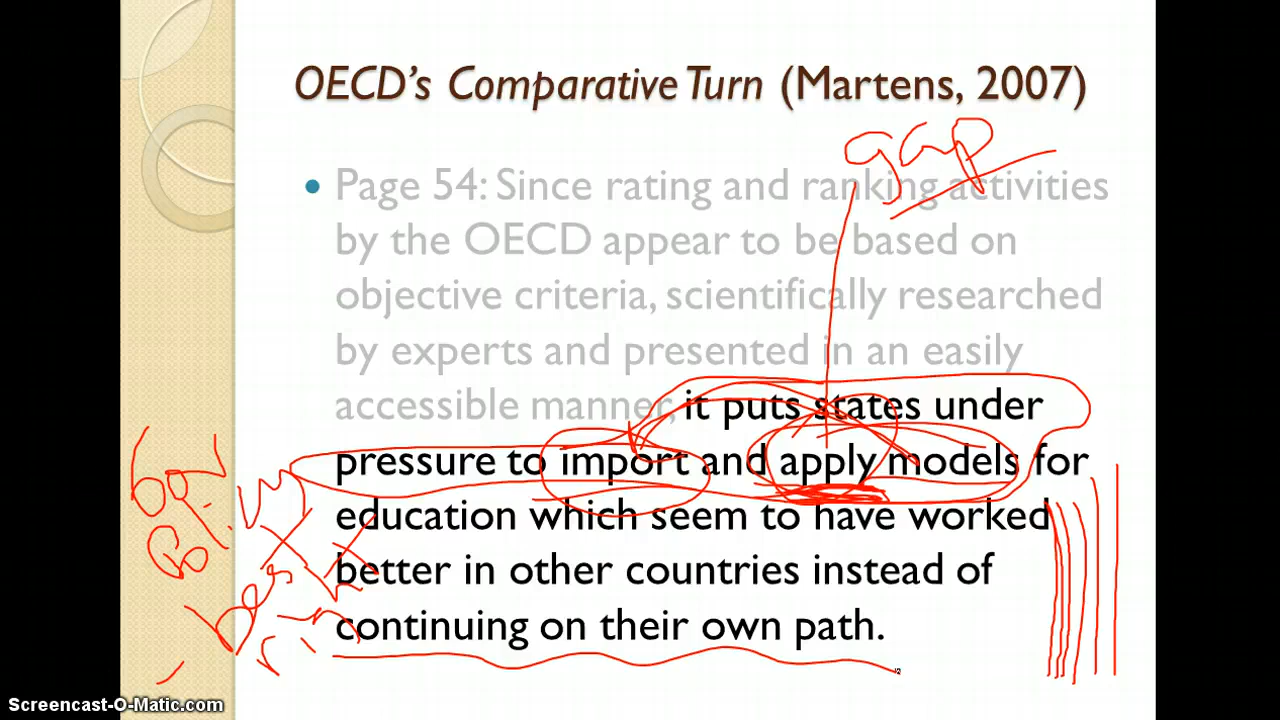 OECD's Comparative Turn (Martens, 2007)
gap
• Page 54: Since rating and ranking activities
by the OECD appear to be based on
objective criteria, scientifically researched
by experts and presented in an easily
accessible manner, it puts states under
pressure to import and apply models for
education which seem to have worked
better in other countries instead of
continuing on their own path.
12
Screencast-O-Matic.com